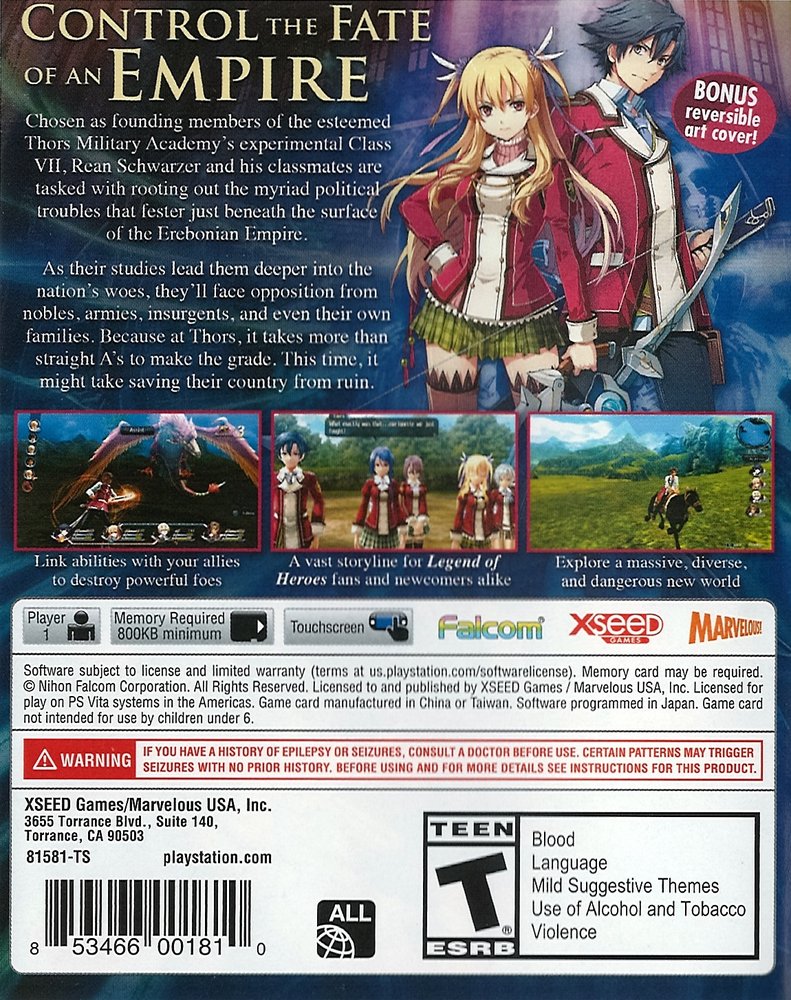 CONTROL THE FATE
OF AN EMPIRE
BONUS
reversible
art cover!
Chosen as founding members of the esteemed
Thors Military Academy's experimental Class
VII, Rean Schwarzer and his classmates are
tasked with rooting out the myriad political
troubles that fester just beneath the surface
of the Erebonian Empire.
As their studies lead them deeper into the
nation's woes, they'll face opposition from
nobles, armies, insurgents, and even their own
families. Because at Thors, it takes more than
straight A's to make the grade. This time, it
might take saving their country from ruin.
Link abilities with your allies
to destroy powerful foes
A vast storyline for Legend of
Heroes fans and newcomers alike
Explore a massive, diverse,
and dangerous new world
Player
1
Memory Required
800KB minimum
Touchscreen
Falcom
XSEED
GAMES
MARVELOUS!
Software subject to license and limited warranty (terms at us.playstation.com/softwarelicense). Memory card may be required.
© Nihon Falcom Corporation. All Rights Reserved. Licensed to and published by XSEED Games / Marvelous USA, Inc. Licensed for
play on PS Vita systems in the Americas. Game card manufactured in China or Taiwan. Software programmed in Japan. Game card
not intended for use by children under 6.
WARNING
IF YOU HAVE A HISTORY OF EPILEPSY OR SEIZURES, CONSULT A DOCTOR BEFORE USE. CERTAIN PATTERNS MAY TRIGGER
SEIZURES WITH NO PRIOR HISTORY. BEFORE USING AND FOR MORE DETAILS SEE INSTRUCTIONS FOR THIS PRODUCT.
XSEED Games/Marvelous USA, Inc.
3655 Torrance Blvd., Suite 140,
Torrance, CA 90503
81581-TS playstation.com
8 53466 00181 0
ALL
TEEN
T
®
ESRB
Blood
Language
Mild Suggestive Themes
Use of Alcohol and Tobacco
Violence